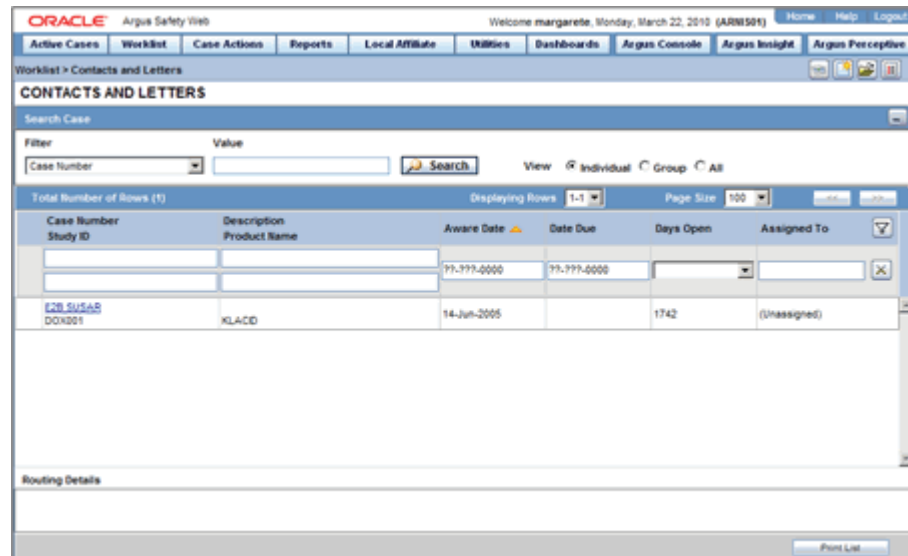 ORACLE Argus Safety Web Welcome margarete, Monday, March 22, 2010 (ARNIS01) Home Help Logout
Active Cases Worklist Case Actions Reports Local Affiliate Utilities Dashboards Argus Console Argus Insight Argus Perceptive
Worklist > Contacts and Letters
CONTACTS AND LETTERS
Search Case
Filter Value
Case Number Search View Individual Group All
Total Number of Rows (1) Displaying Rows 1-1 Page Size 100 << >>
Case Number Description
Study ID Product Name Aware Date Date Due Days Open Assigned To
??-???-0000 ??-???-0000
E2B SUSAR
DOX001 KLACID 14-Jun-2005 1742 (Unassigned)
Routing Details
Print List